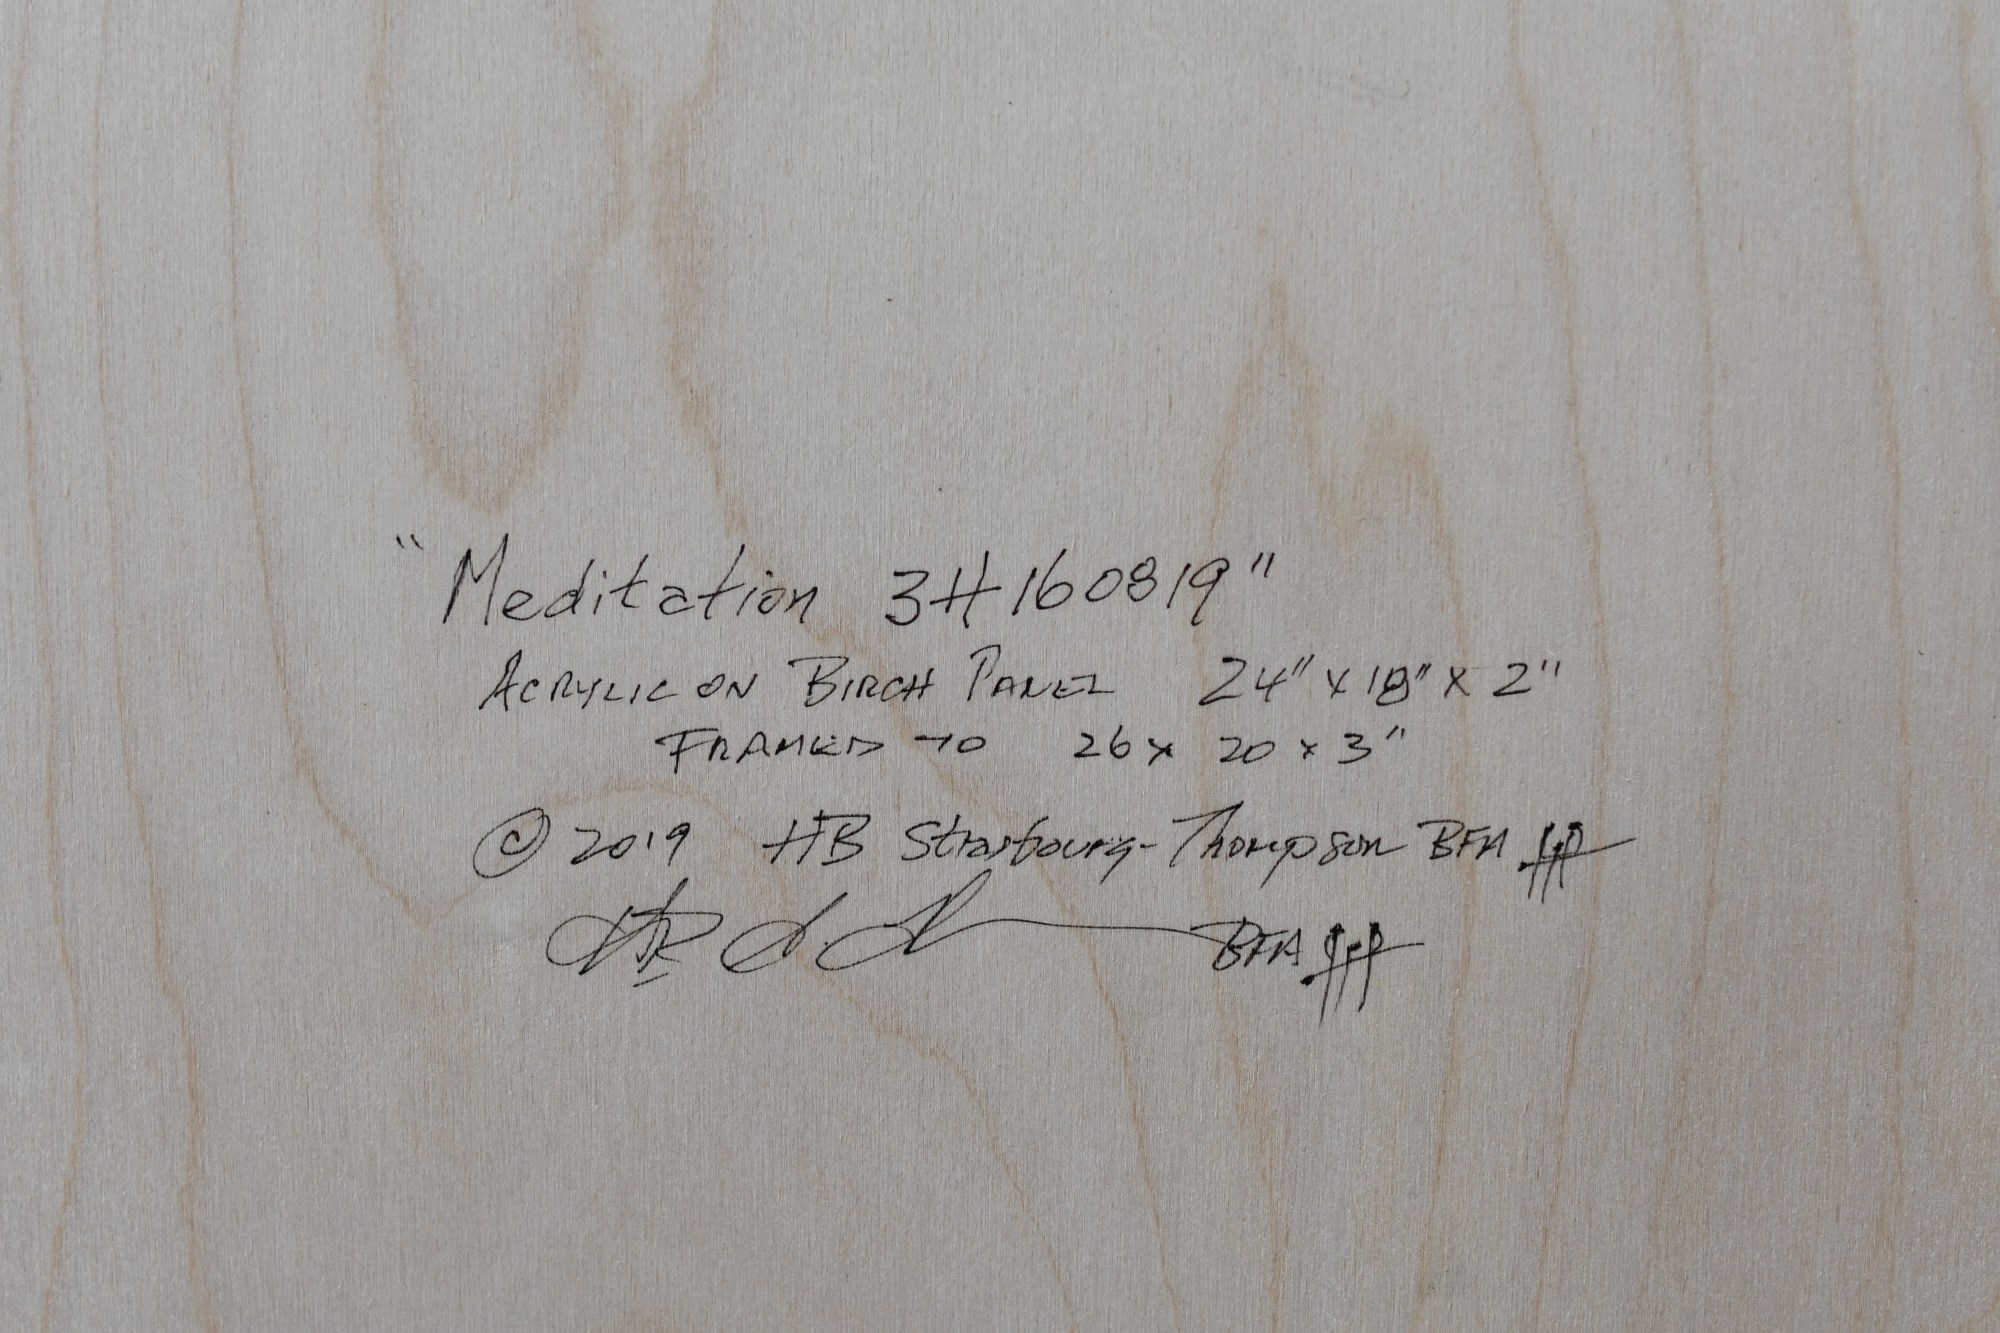 "Meditation 3H160819"
ACRYLIC ON BIRCH PANEL 24" x 18" x 2"
FRAMED TO 26 x 20 x 3"
© 2019 HB Strasbourg-Thompson BFA
BFA